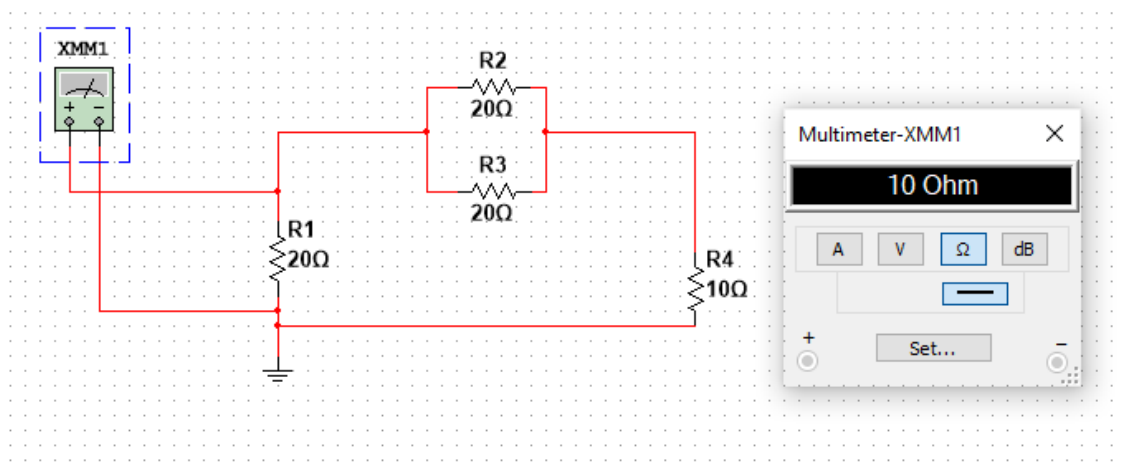 XMM1
+ −
R2
20Ω
R3
20Ω
R1
20Ω
R4
10Ω
Multimeter-XMM1
10 Ohm
A V Ω dB
+ −
Set...